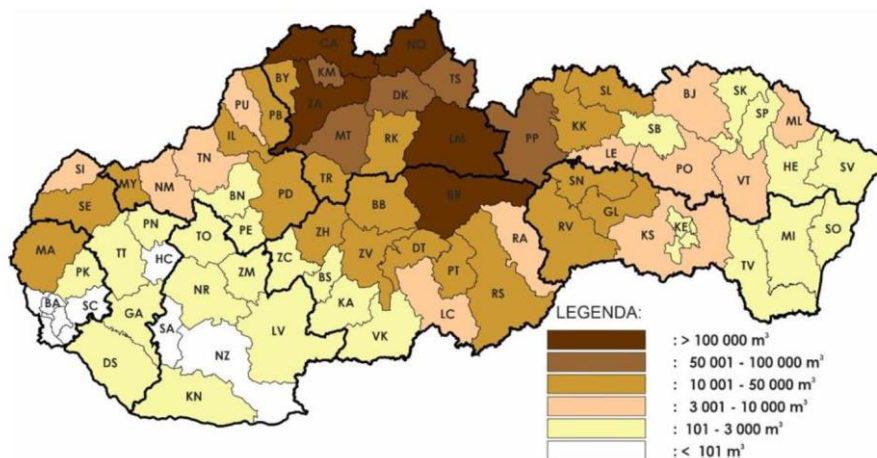 CA
NO
KM
TS
BY
ZA
DK
PU
PB
SL
BJ
SK
SP
ML
IL
MT
RK
LM
PP
KK
SB
SI
TN
LE
PO
VT
HE
SV
MY
NM
TR
SN
SE
BN
PD
BR
GL
BB
PN
PE
ZH
RA
RV
KS
KE
MI
SO
MA
TT
TO
ZV
DT
HC
ZC
PT
TV
PK
ZM
BS
RS
NR
KA
BA
SC
LC
GA
SA
LV
VK
NZ
DS
KN
LEGENDA:
: > 100 000 m³
: 50 001 - 100 000 m³
: 10 001 - 50 000 m³
: 3 001 - 10 000 m³
: 101 - 3 000 m³
: < 101 m³